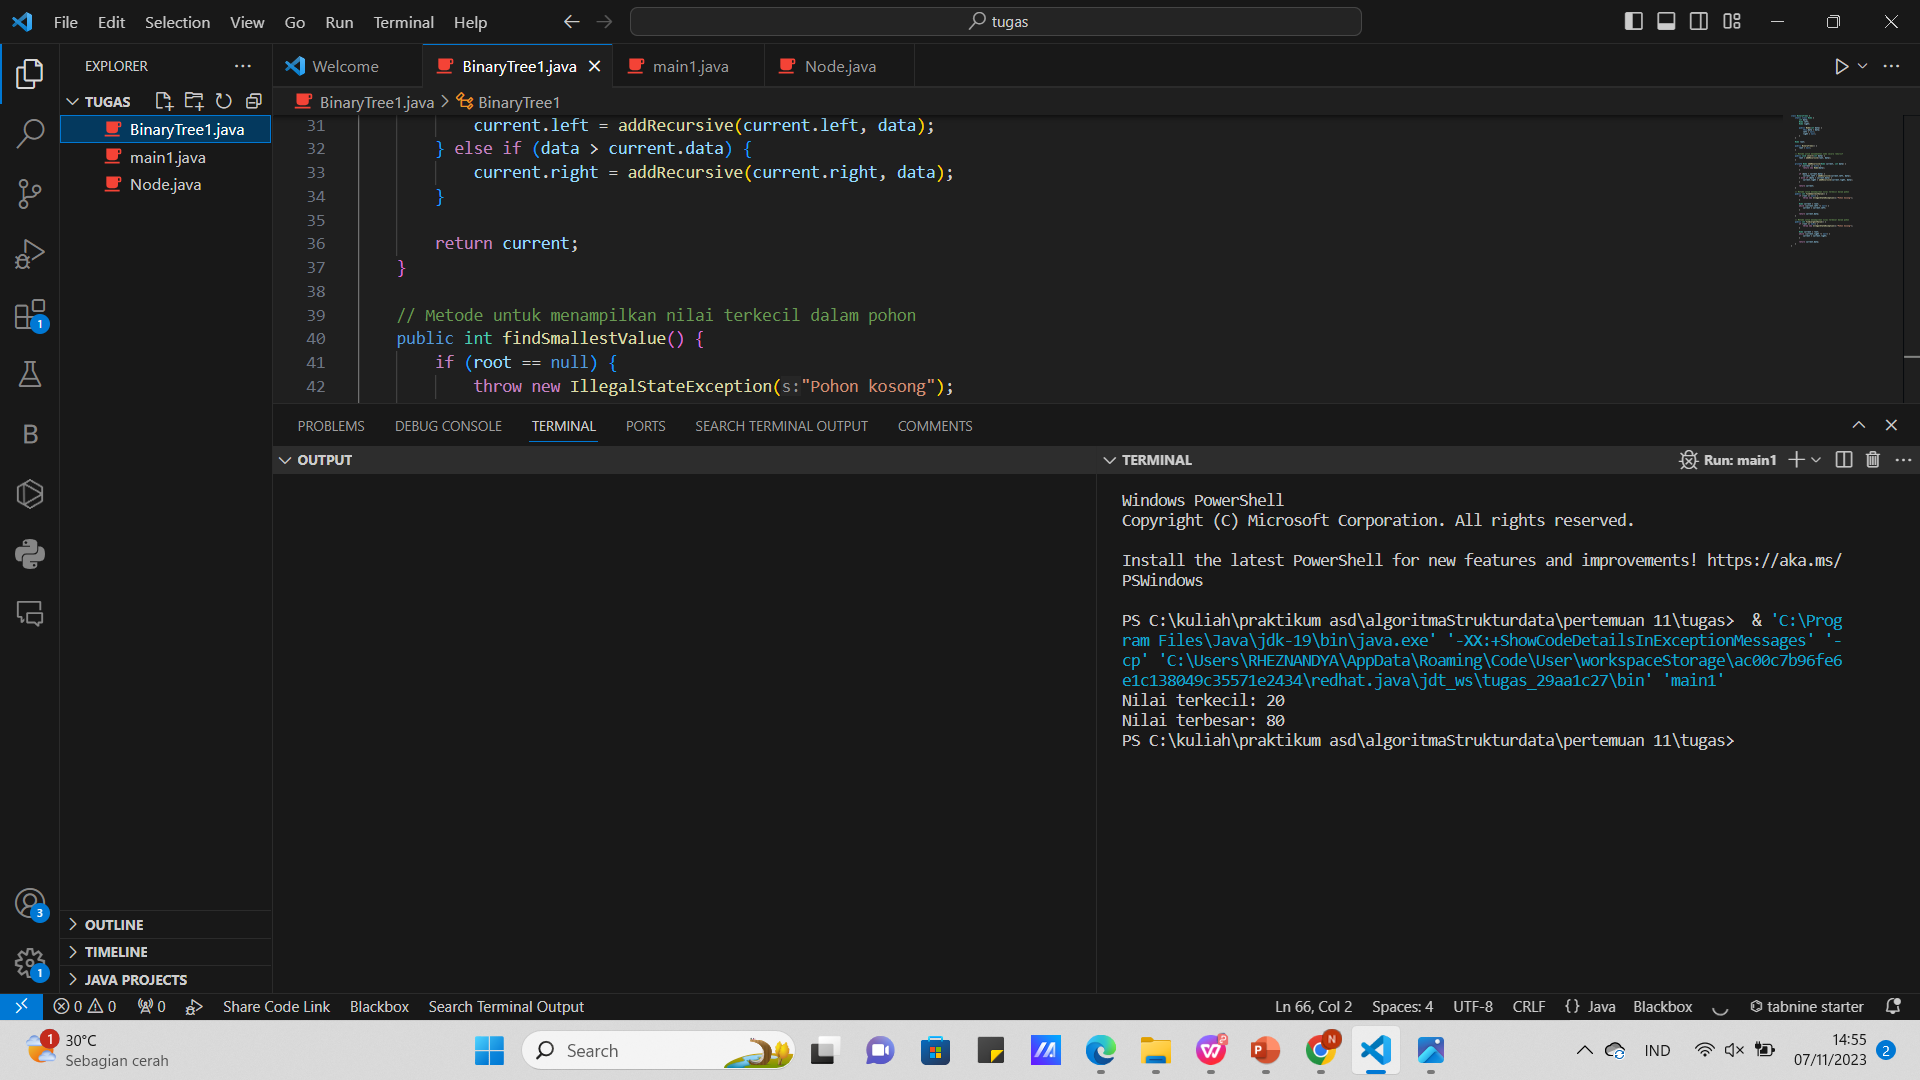 File Edit Selection View Go Run Terminal Help
tugas
EXPLORER
TUGAS
BinaryTree1.java
main1.java
Node.java
OUTLINE
TIMELINE
JAVA PROJECTS
Welcome
BinaryTree1.java
main1.java
Node.java
BinaryTree1.java > BinaryTree1
31 current.left = addRecursive(current.left, data);
32 } else if (data > current.data) {
33 current.right = addRecursive(current.right, data);
34 }
35
36 return current;
37 }
38
39 // Metode untuk menampilkan nilai terkecil dalam pohon
40 public int findSmallestValue() {
41 if (root == null) {
42 throw new IllegalStateException(s:"Pohon kosong");
PROBLEMS DEBUG CONSOLE TERMINAL PORTS SEARCH TERMINAL OUTPUT COMMENTS
OUTPUT
TERMINAL
Run: main1
Windows PowerShell
Copyright (C) Microsoft Corporation. All rights reserved.
Install the latest PowerShell for new features and improvements! https://aka.ms/
PSWindows
PS C:\kuliah\praktikum asd\algoritmaStrukturdata\pertemuan 11\tugas>  & 'C:\Prog
ram Files\Java\jdk-19\bin\java.exe' '-XX:+ShowCodeDetailsInExceptionMessages' '-
cp' 'C:\Users\RHEZNANDYA\AppData\Roaming\Code\User\workspaceStorage\ac00c7b96fe6
e1c138049c35571e2434\redhat.java\jdt_ws\tugas_29aa1c27\bin' 'main1'
Nilai terkecil: 20
Nilai terbesar: 80
PS C:\kuliah\praktikum asd\algoritmaStrukturdata\pertemuan 11\tugas>
1
B
3
1
0 0 0 Share Code Link Blackbox Search Terminal Output
Ln 66, Col 2 Spaces: 4 UTF-8 CRLF {} Java Blackbox tabnine starter
1
30°C
Sebagian cerah
Search
N
IND
14:55
07/11/2023
2